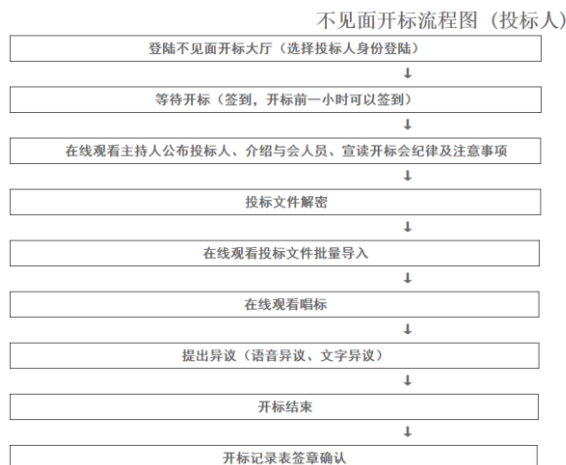 不见面开标流程图（投标人）
登陆不见面开标大厅（选择投标人身份登陆）
↓
等待开标（签到，开标前一小时可以签到）
↓
在线观看主持人公布投标人、介绍与会人员、宣读开标会纪律及注意事项
↓
投标文件解密
↓
在线观看投标文件批量导入
↓
在线观看唱标
↓
提出异议（语音异议、文字异议）
↓
开标结束
↓
开标记录表签章确认